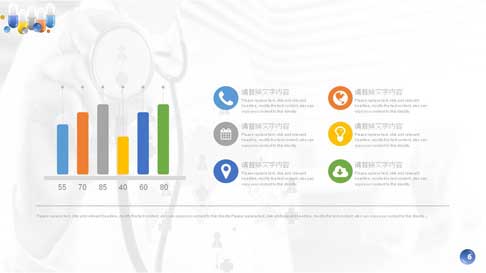 55 70 85 40 60 80
请替换文字内容
Please replace text, click add relevant
headline, modify the text content, also can
copy your content to this directly.
请替换文字内容
Please replace text, click add relevant
headline, modify the text content, also can
copy your content to this directly.
请替换文字内容
Please replace text, click add relevant
headline, modify the text content, also can
copy your content to this directly.
请替换文字内容
Please replace text, click add relevant
headline, modify the text content, also can
copy your content to this directly.
请替换文字内容
Please replace text, click add relevant
headline, modify the text content, also can
copy your content to this directly.
请替换文字内容
Please replace text, click add relevant
headline, modify the text content, also can
copy your content to this directly.
Please replace text, click add relevant headline, modify the text content, also can copy your content to this directly. Please replace text, click add relevant headline, modify the text content, also can copy your content to this directly.
6